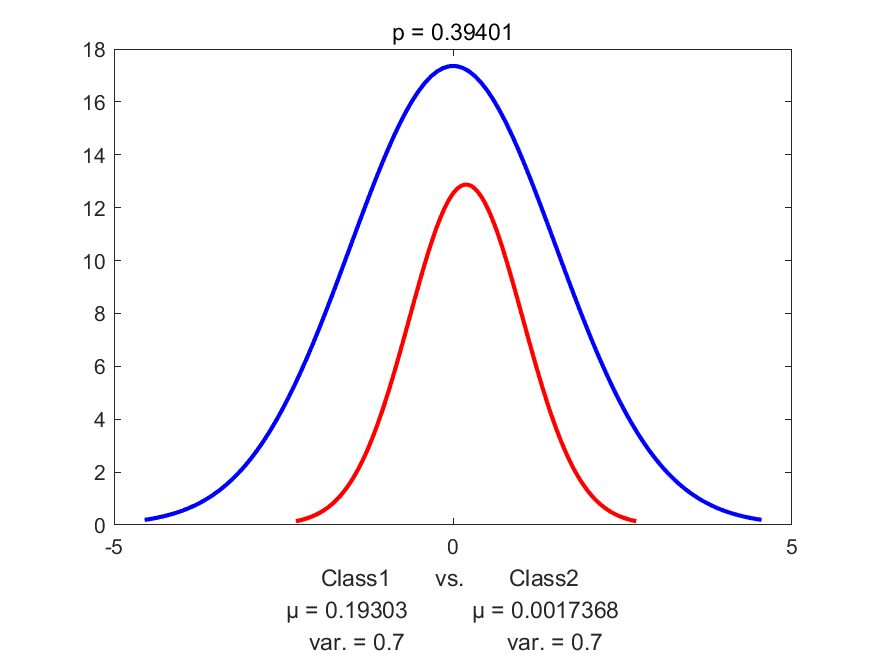 p = 0.39401
18
16
14
12
10
8
6
4
2
0
-5 0 5
Class1 vs. Class2
μ = 0.19303 μ = 0.0017368
var. = 0.7 var. = 0.7